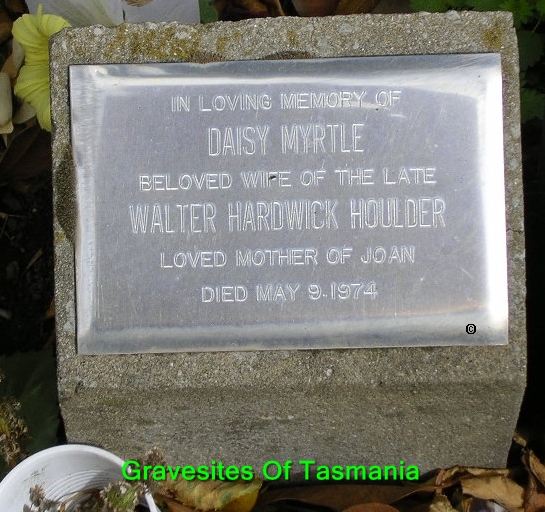 IN LOVING MEMORY OF
DAISY MYRTLE
BELOVED WIFE OF THE LATE
WALTER HARDWICK HOULDER
LOVED MOTHER OF JOAN
DIED MAY 9.1974
©
Gravesites Of Tasmania